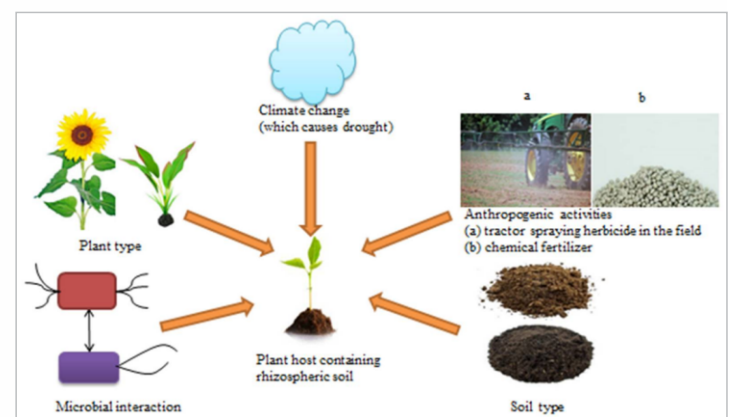 a
b
Climate change
(which causes drought)
Anthropogenic activities
(a) tractor spraying herbicide in the field
(b) chemical fertilizer
Plant type
Plant host containing
rhizospheric soil
Microbial interaction
Soil type